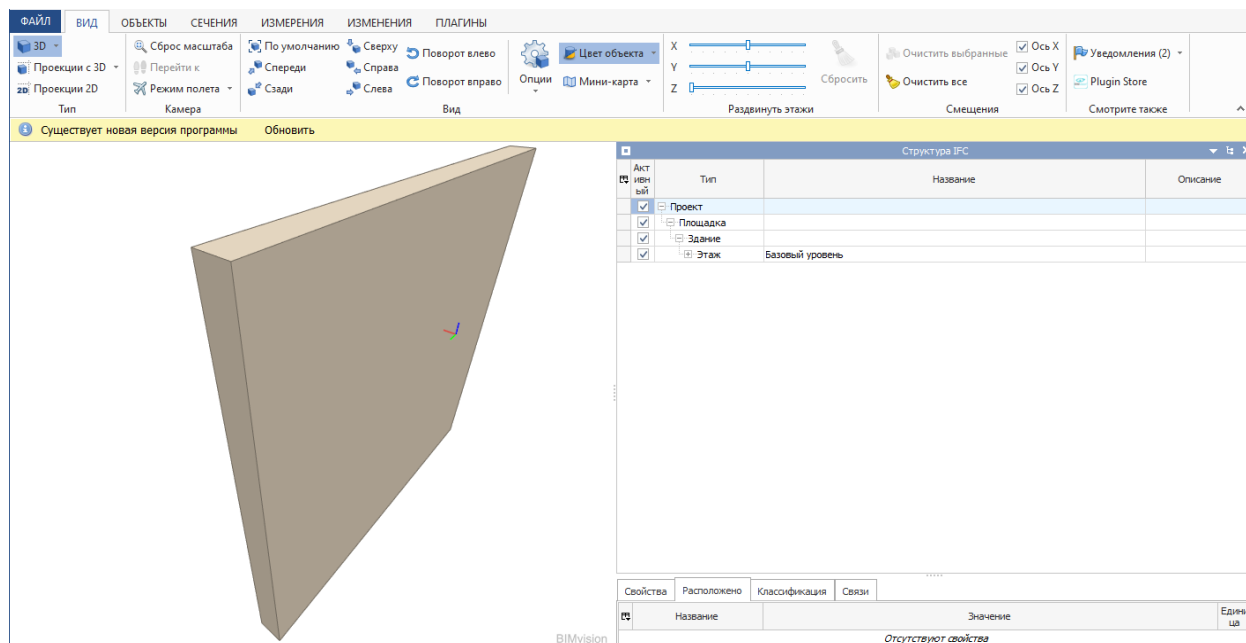 ФАЙЛ ВИД ОБЪЕКТЫ СЕЧЕНИЯ ИЗМЕРЕНИЯ ИЗМЕНЕНИЯ ПЛАГИНЫ
3D
Проекции с 3D
2D Проекции 2D
Тип
Сброс масштаба
Перейти к
Режим полета
Камера
По умолчанию
Спереди
Сзади
Сверху
Справа
Слева
Поворот влево
Поворот вправо
Опции
Цвет объекта
Мини-карта
Вид
X
Y
Z
Сбросить
Раздвинуть этажи
Очистить выбранные
Очистить все
Ось X
Ось Y
Ось Z
Смещения
Уведомления (2)
Plugin Store
Смотрите также
Существует новая версия программы Обновить
Структура IFC
Активный Тип Название Описание
Проект
Площадка
Здание
Этаж Базовый уровень
Свойства Расположено Классификация Связи
Название Значение Едини
ца
Отсутствуют свойства
BIMvision